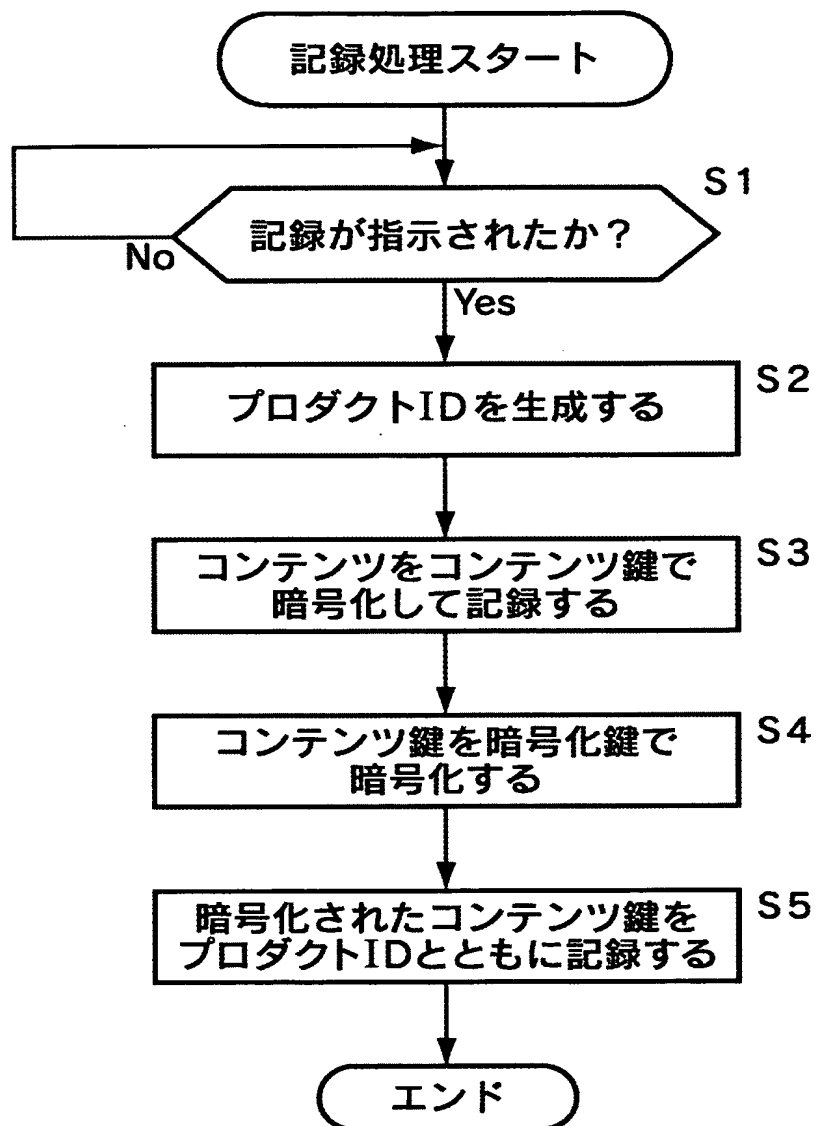 記録処理スタート
S1
記録が指示されたか？
No
Yes
S2
プロダクトIDを生成する
S3
コンテンツをコンテンツ鍵で
暗号化して記録する
S4
コンテンツ鍵を暗号化鍵で
暗号化する
S5
暗号化されたコンテンツ鍵を
プロダクトIDとともに記録する
エンド